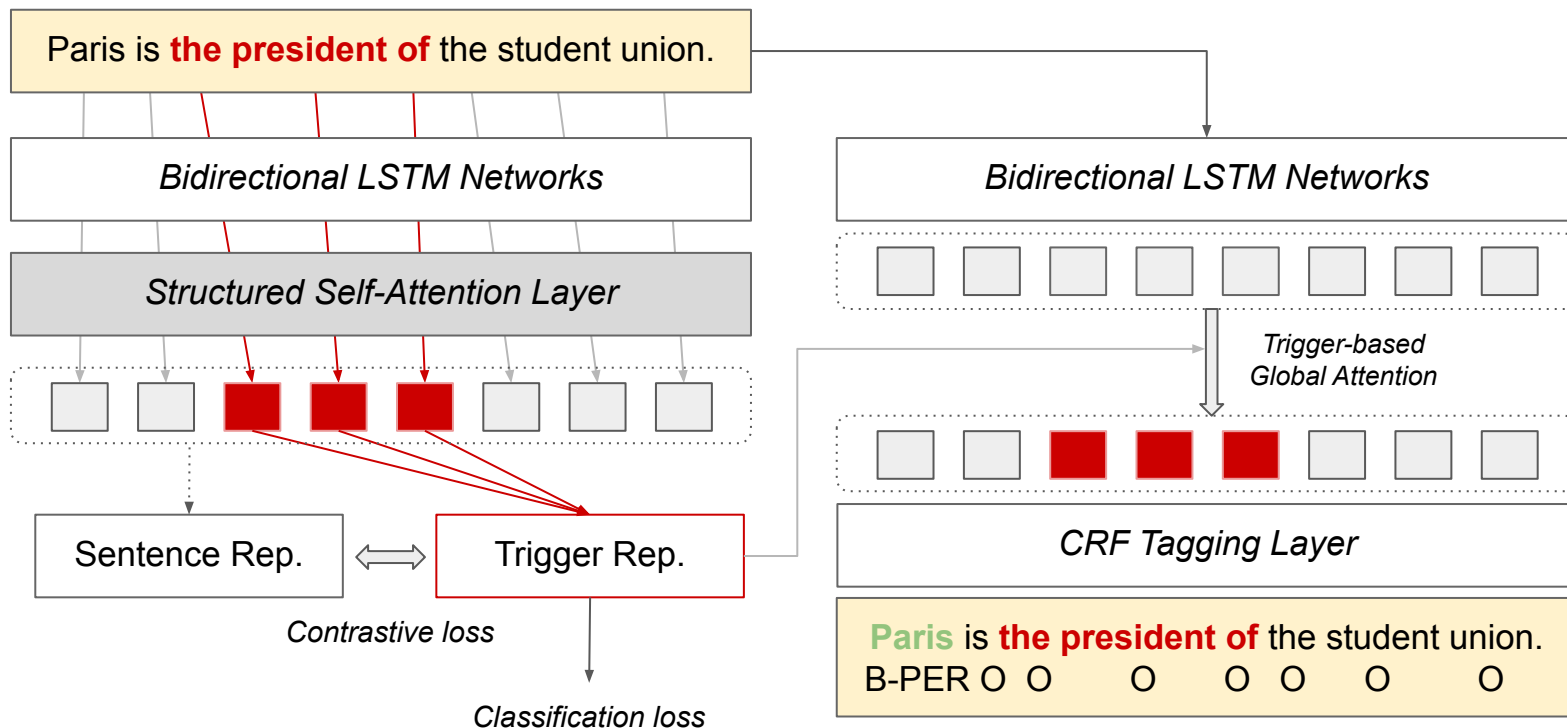 Paris is the president of the student union.
Bidirectional LSTM Networks
Structured Self-Attention Layer
Sentence Rep.
Trigger Rep.
Contrastive loss
Classification loss
Bidirectional LSTM Networks
Trigger-based
Global Attention
CRF Tagging Layer
Paris is the president of the student union.
B-PER O O O O O O O